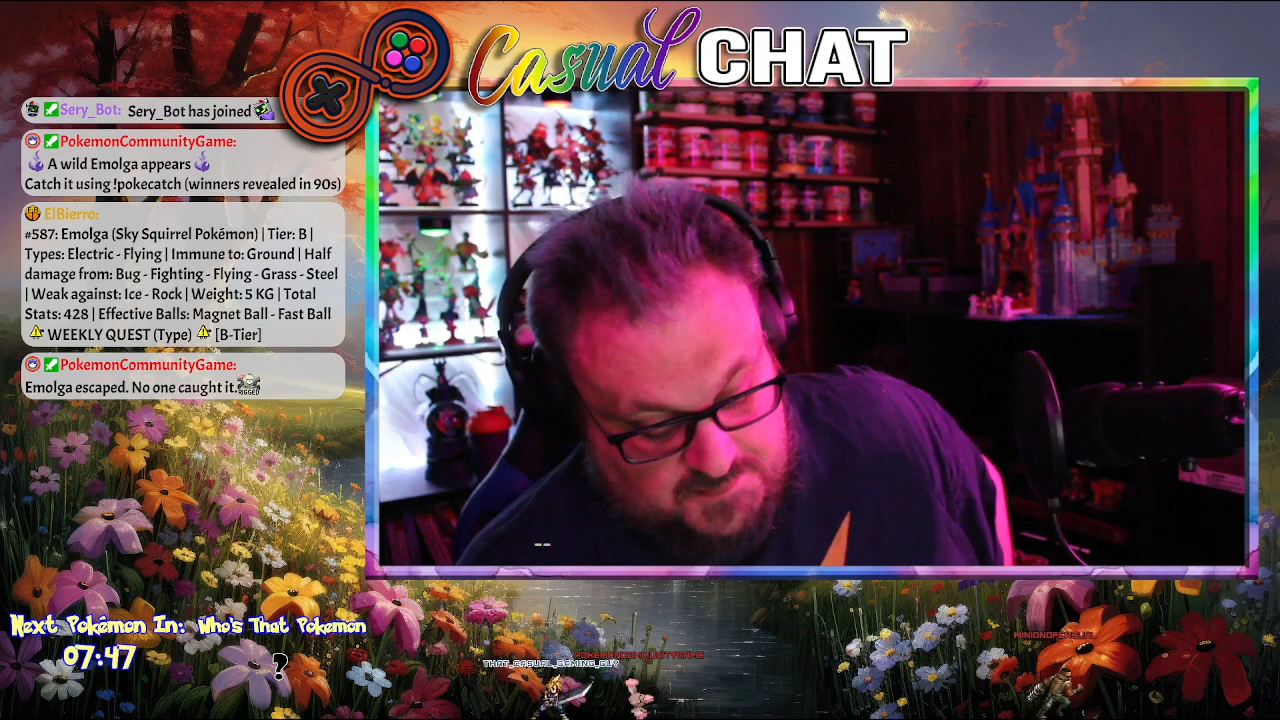 Casual CHAT
Sery_Bot: Sery_Bot has joined
PokemonCommunityGame:
A wild Emolga appears
Catch it using !pokecatch (winners revealed in 90s)
ElBierro:
#587: Emolga (Sky Squirrel Pokémon) | Tier: B |
Types: Electric - Flying | Immune to: Ground | Half
damage from: Bug - Fighting - Flying - Grass - Steel
| Weak against: Ice - Rock | Weight: 5 KG | Total
Stats: 428 | Effective Balls: Magnet Ball - Fast Ball
WEEKLY QUEST (Type) [B-Tier]
PokemonCommunityGame:
Emolga escaped. No one caught it. RIGGED
Next Pokémon In: Who's That Pokemon
07:47
?
MINIONOFCASUAL
POKEMONCOMMUNITYGAME
THAT_CASUAL_GAMING_GUY